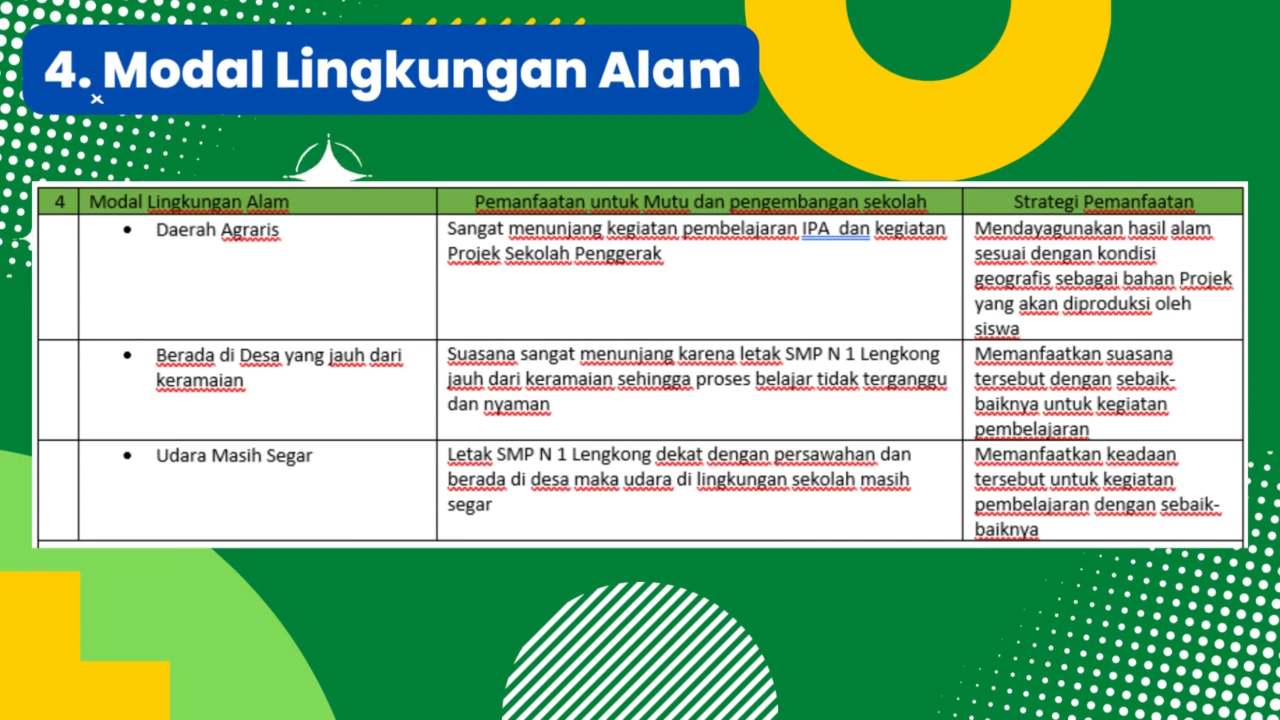 4. Modal Lingkungan Alam
4 Modal Lingkungan Alam Pemanfaatan untuk Mutu dan pengembangan sekolah Strategi Pemanfaatan
• Daerah Agraris
Sangat menunjang kegiatan pembelajaran IPA dan kegiatan
Projek Sekolah Penggerak
Mendayagunakan hasil alam
sesuai dengan kondisi
geografis sebagai bahan Projek
yang akan diproduksi oleh
siswa
• Berada di Desa yang jauh dari
keramaian
Suasana sangat menunjang karena letak SMP N 1 Lengkong
jauh dari keramaian sehingga proses belajar tidak terganggu
dan nyaman
Memanfaatkan suasana
tersebut dengan sebaik-
baiknya untuk kegiatan
pembelajaran
• Udara Masih Segar
Letak SMP N 1 Lengkong dekat dengan persawahan dan
berada di desa maka udara di lingkungan sekolah masih
segar
Memanfaatkan keadaan
tersebut untuk kegiatan
pembelajaran dengan sebaik-
baiknya